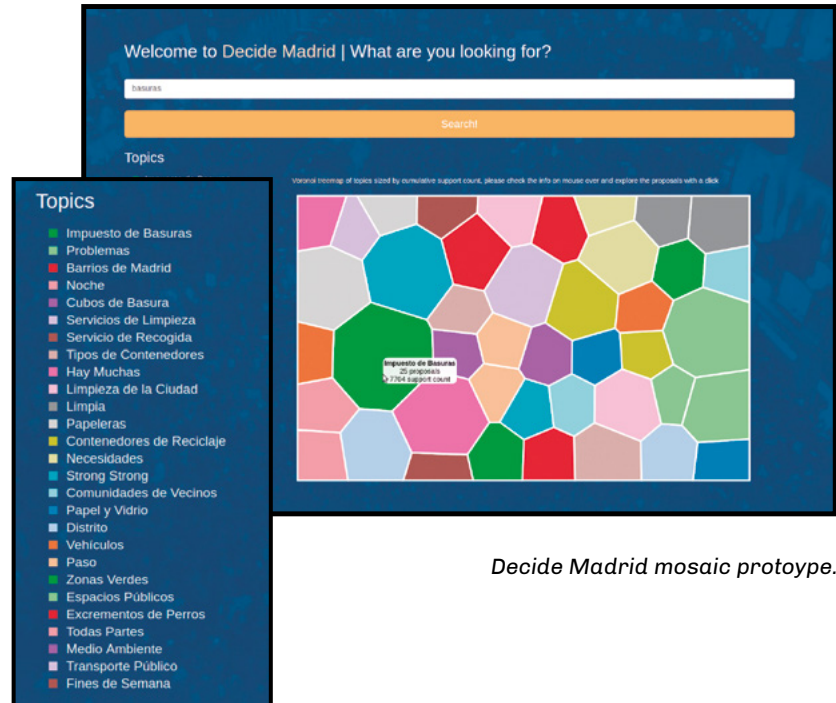 Welcome to Decide Madrid | What are you looking for?
basuras
Search!
Topics
Voronoi treemap of topics sized by cumulative support count, please check the info on mouse over and explore the proposals with a click
Impuesto de Basuras
25 proposals
7704 support count
Topics
Impuesto de Basuras
Problemas
Barrios de Madrid
Noche
Cubos de Basura
Servicios de Limpieza
Servicio de Recogida
Tipos de Contenedores
Hay Muchas
Limpieza de la Ciudad
Limpia
Papeleras
Contenedores de Reciclaje
Necesidades
Strong Strong
Comunidades de Vecinos
Papel y Vidrio
Distrito
Vehículos
Paso
Zonas Verdes
Espacios Públicos
Excrementos de Perros
Todas Partes
Medio Ambiente
Transporte Público
Fines de Semana
Decide Madrid mosaic protoype.